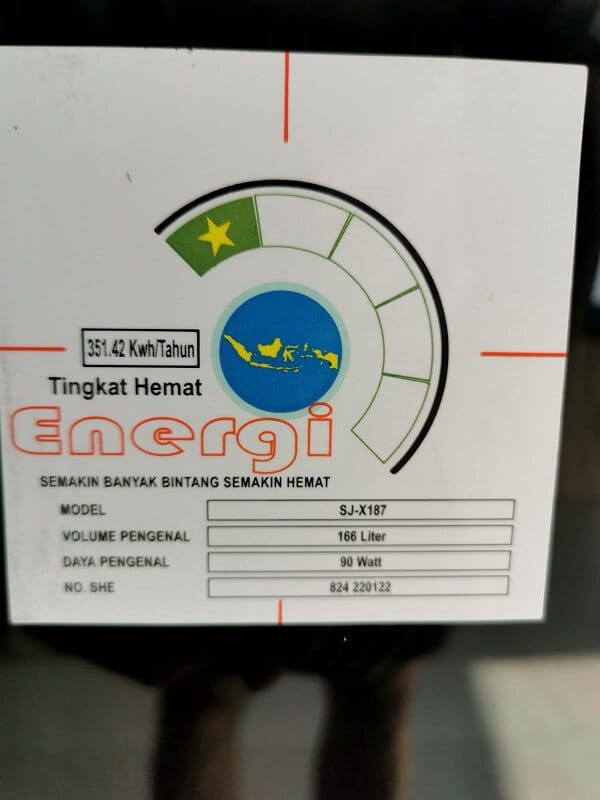 351.42 Kwh/Tahun
Tingkat Hemat
Energi
SEMAKIN BANYAK BINTANG SEMAKIN HEMAT
MODEL SJ-X187
VOLUME PENGENAL 166 Liter
DAYA PENGENAL 90 Watt
NO. SHE 824 220122